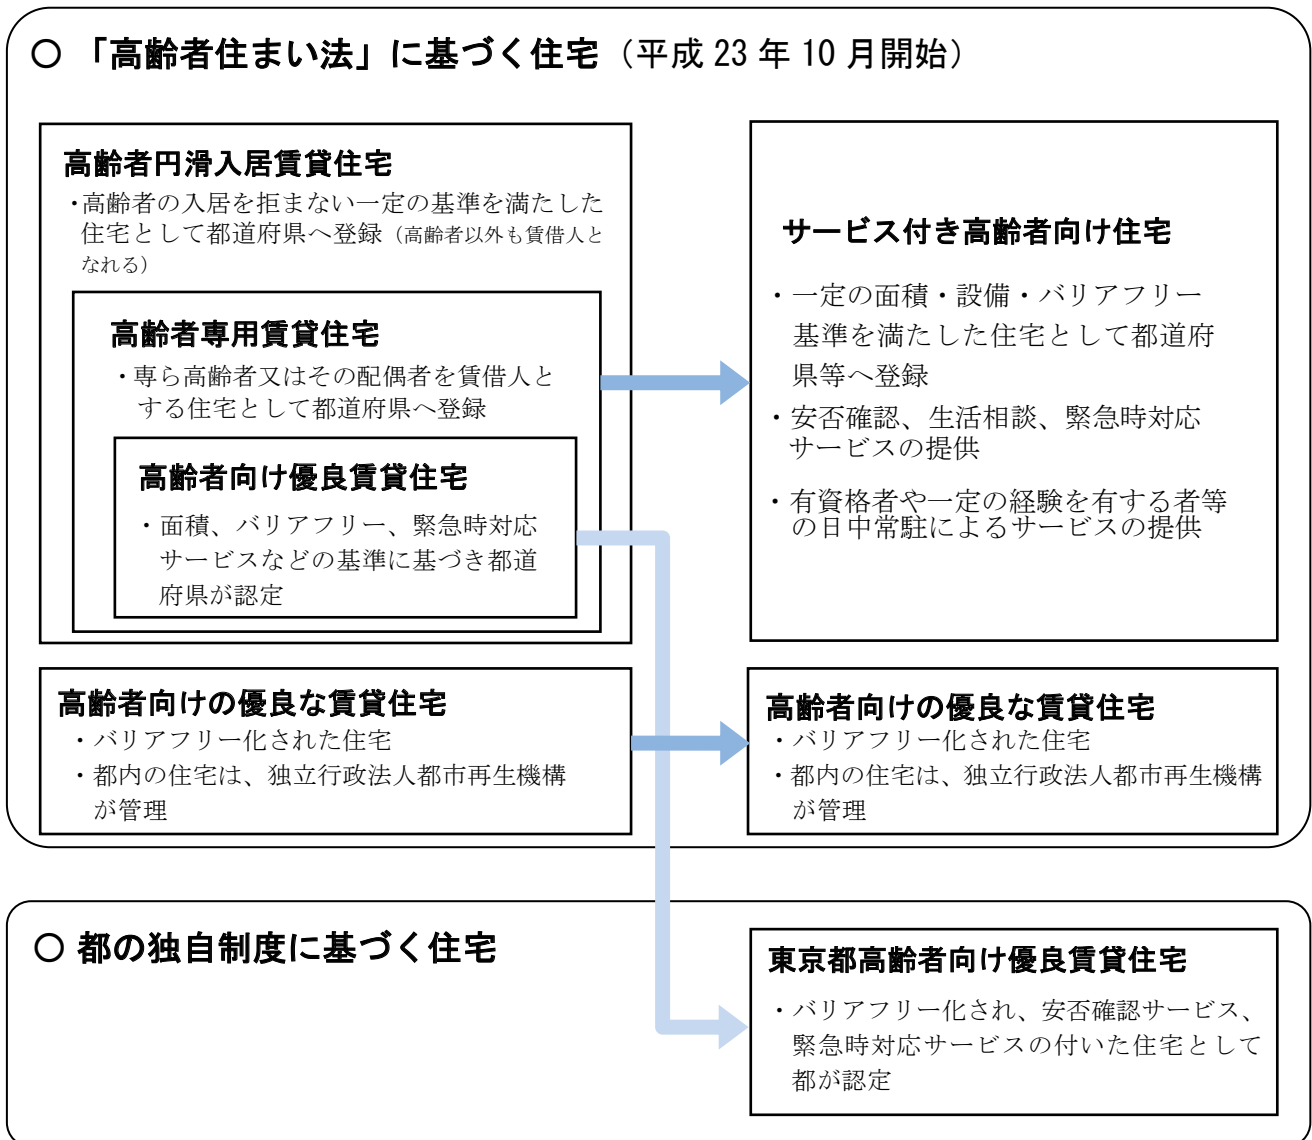 ○ 「高齢者住まい法」に基づく住宅（平成 23 年 10 月開始）
高齢者円滑入居賃貸住宅
・高齢者の入居を拒まない一定の基準を満たした
住宅として都道府県へ登録（高齢者以外も賃借人と
なれる）
高齢者専用賃貸住宅
・専ら高齢者又はその配偶者を賃借人と
する住宅として都道府県へ登録
高齢者向け優良賃貸住宅
・面積、バリアフリー、緊急時対応
サービスなどの基準に基づき都道
府県が認定
サービス付き高齢者向け住宅
・一定の面積・設備・バリアフリー
基準を満たした住宅として都道府
県等へ登録
・安否確認、生活相談、緊急時対応
サービスの提供
・有資格者や一定の経験を有する者等
の日中常駐によるサービスの提供
高齢者向けの優良な賃貸住宅
・バリアフリー化された住宅
・都内の住宅は、独立行政法人都市再生機構
が管理
高齢者向けの優良な賃貸住宅
・バリアフリー化された住宅
・都内の住宅は、独立行政法人都市再生機構
が管理
○ 都の独自制度に基づく住宅
東京都高齢者向け優良賃貸住宅
・バリアフリー化され、安否確認サービス、
緊急時対応サービスの付いた住宅として
都が認定